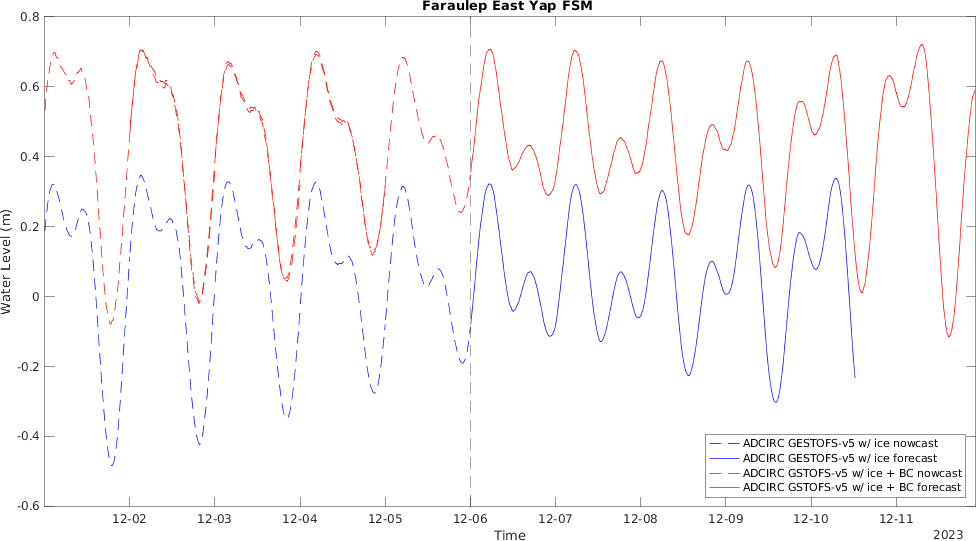 Faraulep East Yap FSM
0.8
0.6
0.4
0.2
0
-0.2
-0.4
-0.6
Water Level (m)
ADCIRC GESTOFS-v5 w/ ice nowcast
ADCIRC GESTOFS-v5 w/ ice forecast
ADCIRC GSTOFS-v5 w/ ice + BC nowcast
ADCIRC GSTOFS-v5 w/ ice + BC forecast
12-02 12-03 12-04 12-05 12-06 12-07 12-08 12-09 12-10 12-11
Time
2023